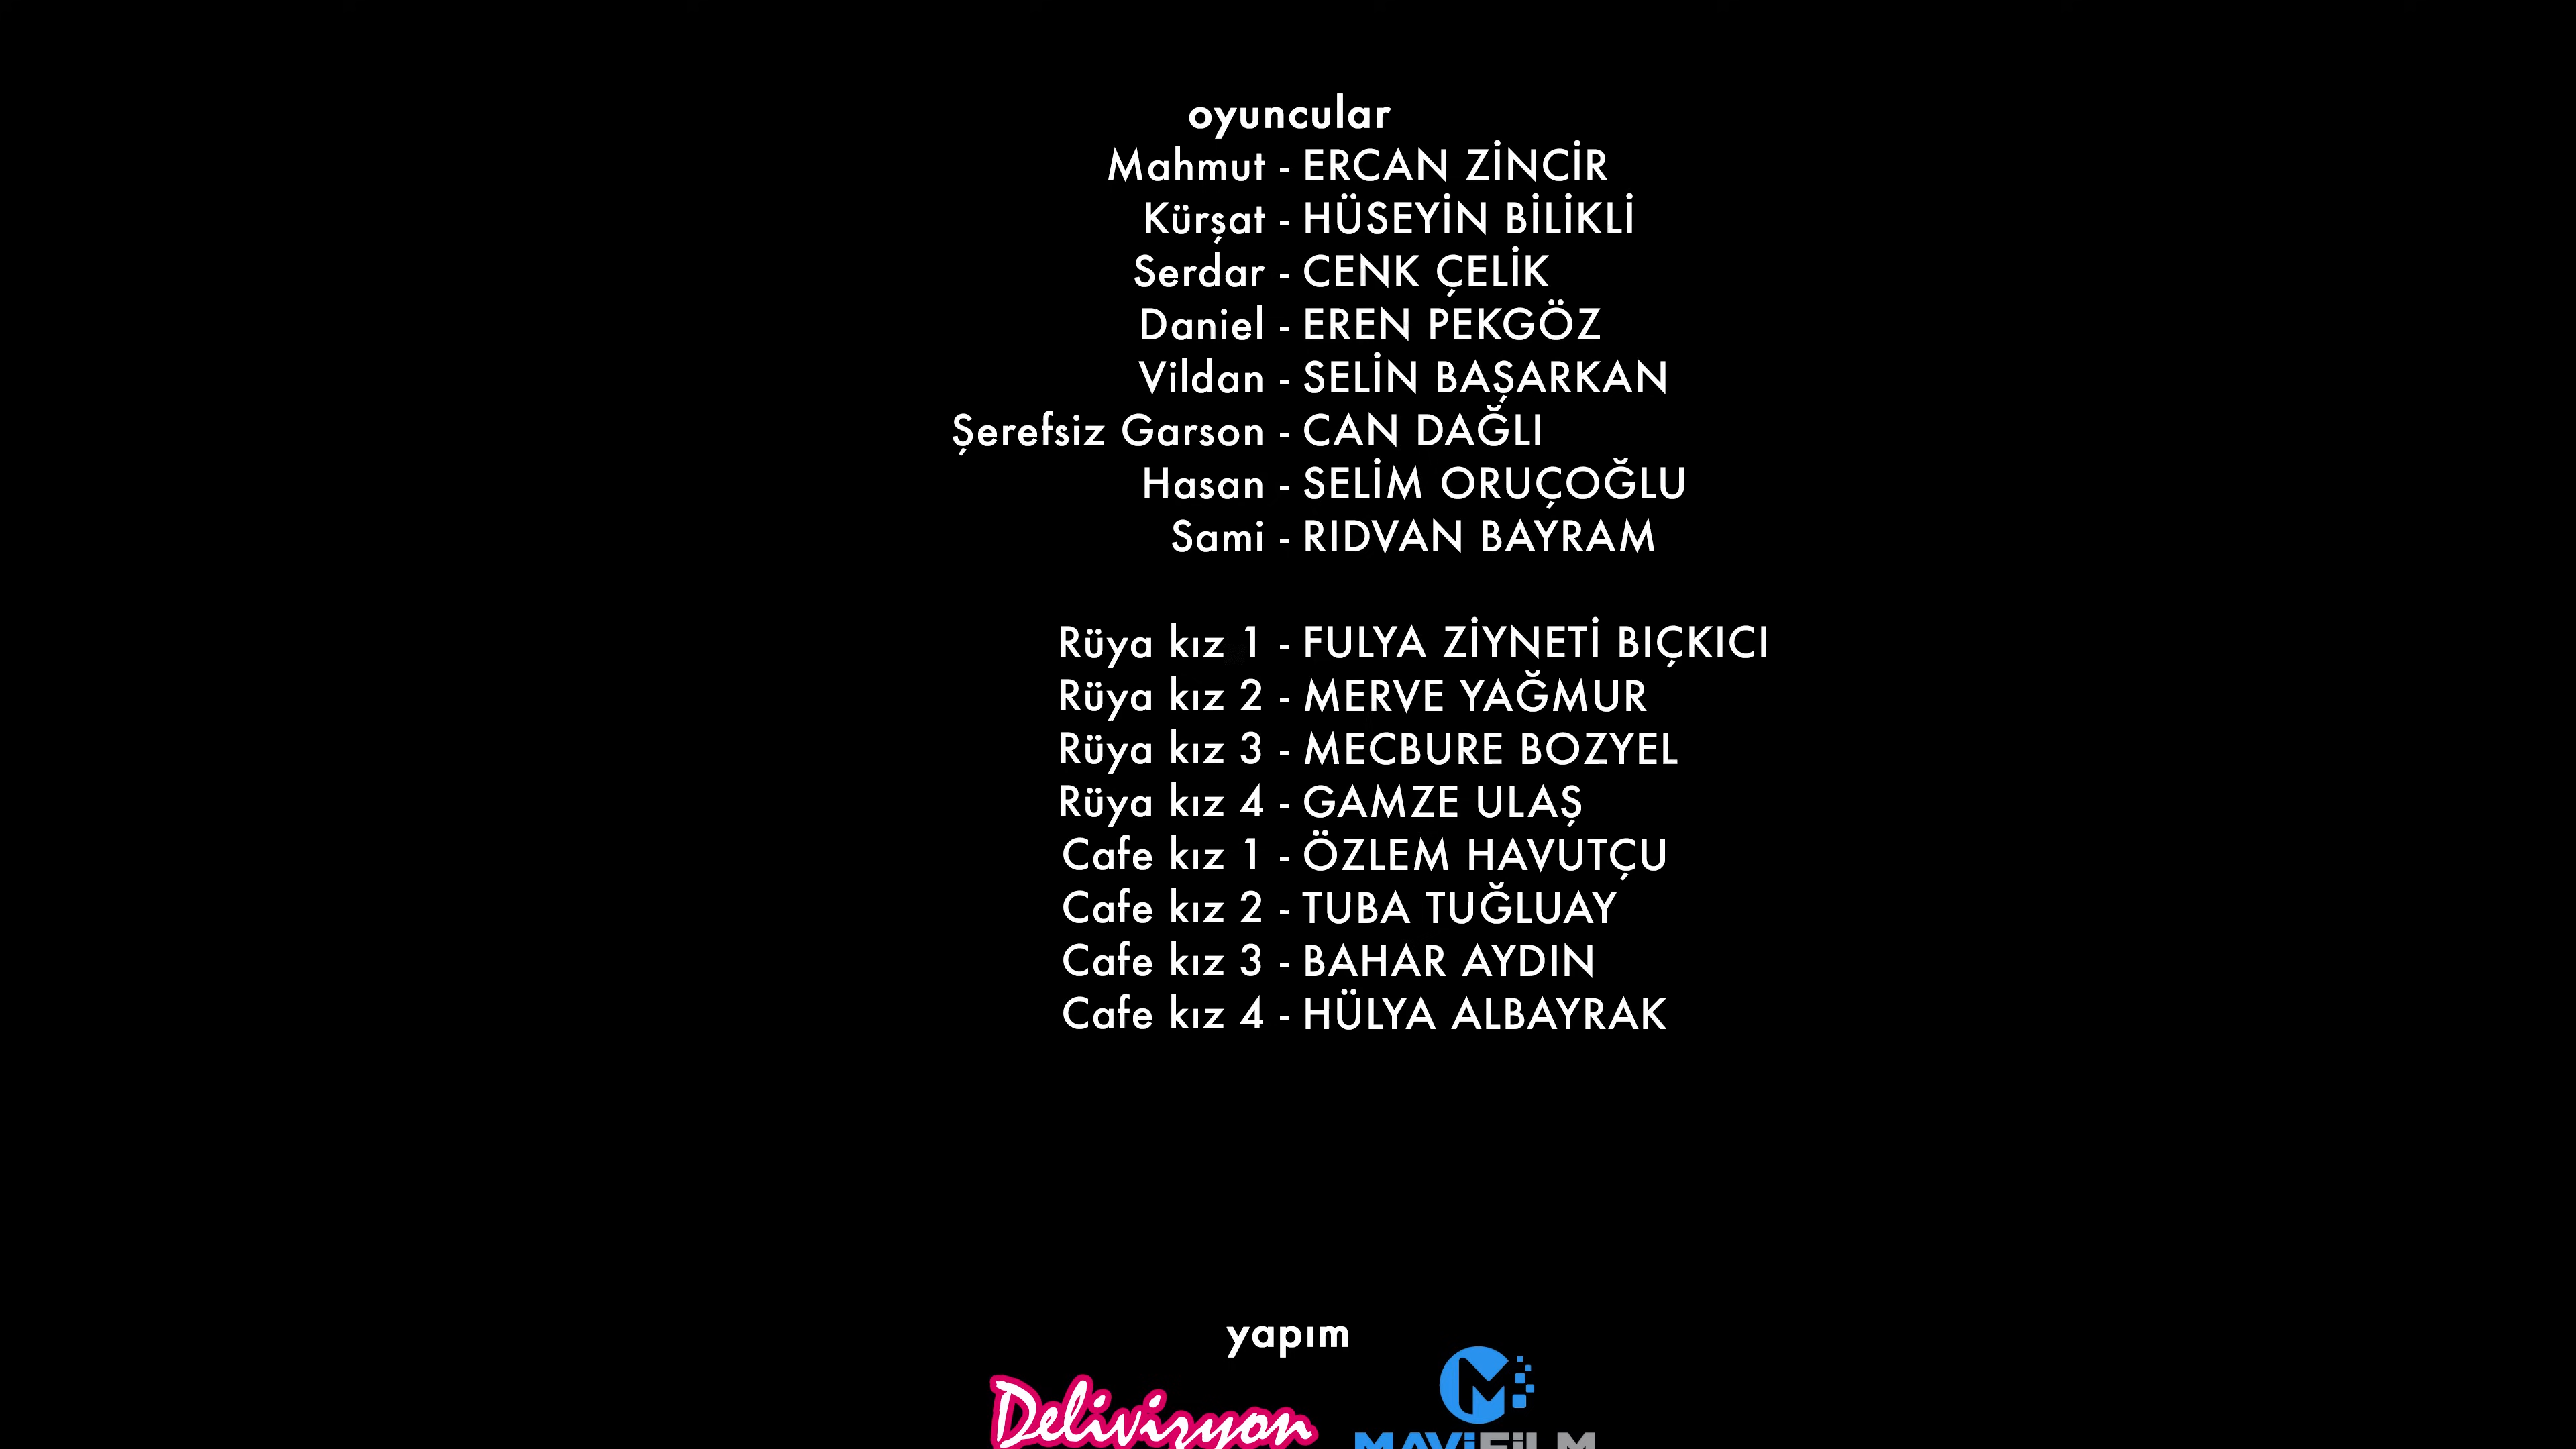 oyuncular
Mahmut - ERCAN ZİNCİR
Kürşat - HÜSEYİN BİLİKLİ
Serdar - CENK ÇELİK
Daniel - EREN PEKGÖZ
Vildan - SELİN BAŞARKAN
Şerefsiz Garson - CAN DAĞLI
Hasan - SELİM ORUÇOĞLU
Sami - RIDVAN BAYRAM
Rüya kız 1 - FULYA ZİYNETİ BIÇKICI
Rüya kız 2 - MERVE YAĞMUR
Rüya kız 3 - MECBURE BOZYEL
Rüya kız 4 - GAMZE ULAŞ
Cafe kız 1 - ÖZLEM HAVUTÇU
Cafe kız 2 - TUBA TUĞLUAY
Cafe kız 3 - BAHAR AYDIN
Cafe kız 4 - HÜLYA ALBAYRAK
yapım
Delivizyon MAViFiLM